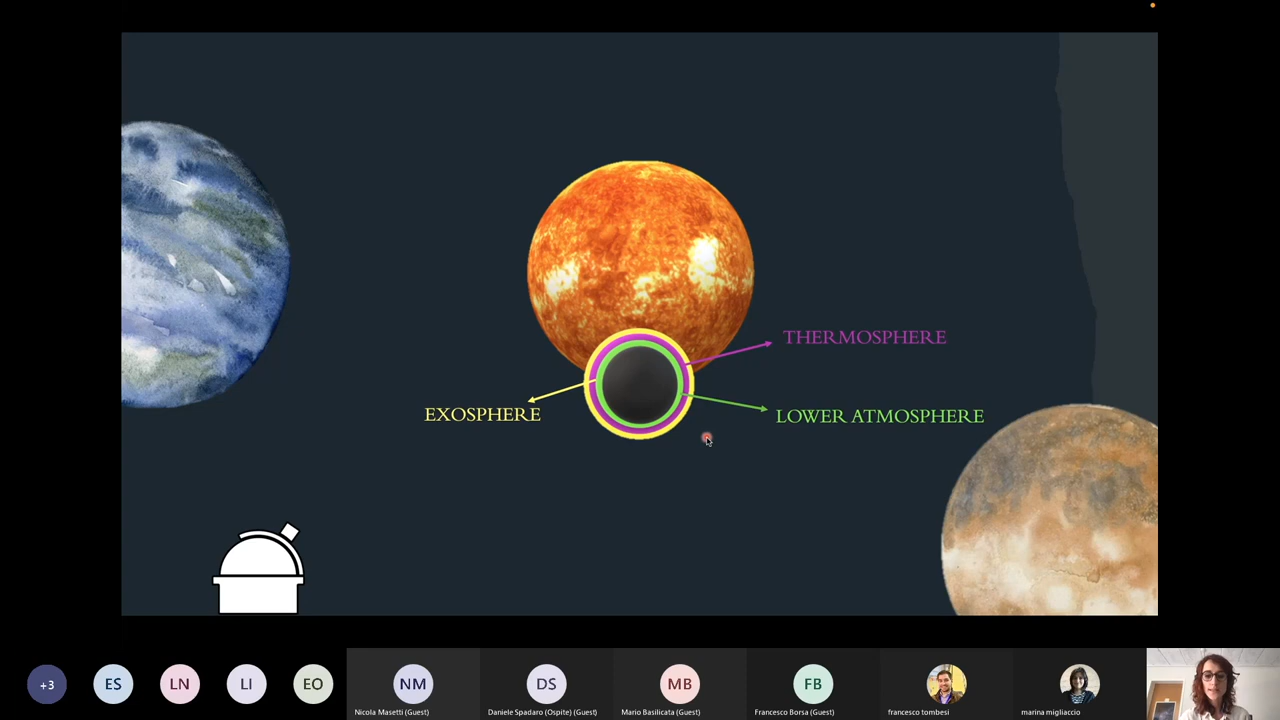 THERMOSPHERE
EXOSPHERE
LOWER ATMOSPHERE
+3
ES
LN
LI
EO
NM
DS
MB
FB
Nicola Masetti (Guest)
Daniele Spadaro (Ospite) (Guest)
Mario Basilicata (Guest)
Francesco Borsa (Guest)
francesco tombesi
marina migliaccio